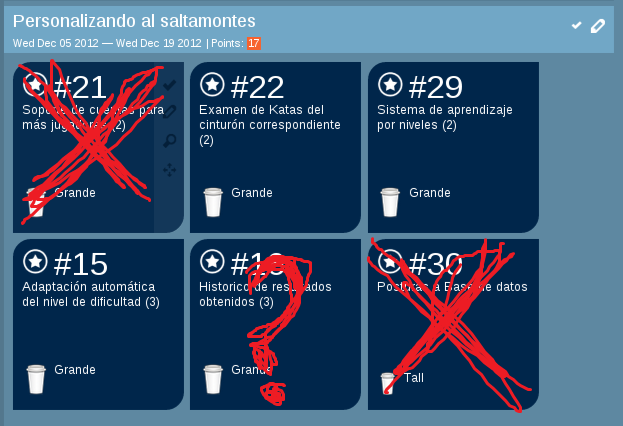 Personalizando al saltamontes
Wed Dec 05 2012 — Wed Dec 19 2012 | Points: 17
#21
Soporte de cuentas para
más jugadores (2)
Grande
#22
Examen de Katas del
cinturón correspondiente
(2)
Grande
#29
Sistema de aprendizaje
por niveles (2)
Grande
#15
Adaptación automática
del nivel de dificultad (3)
Grande
Historico de resultados
obtenidos (3)
Grande
#30
Posturas a Base de datos
Tall